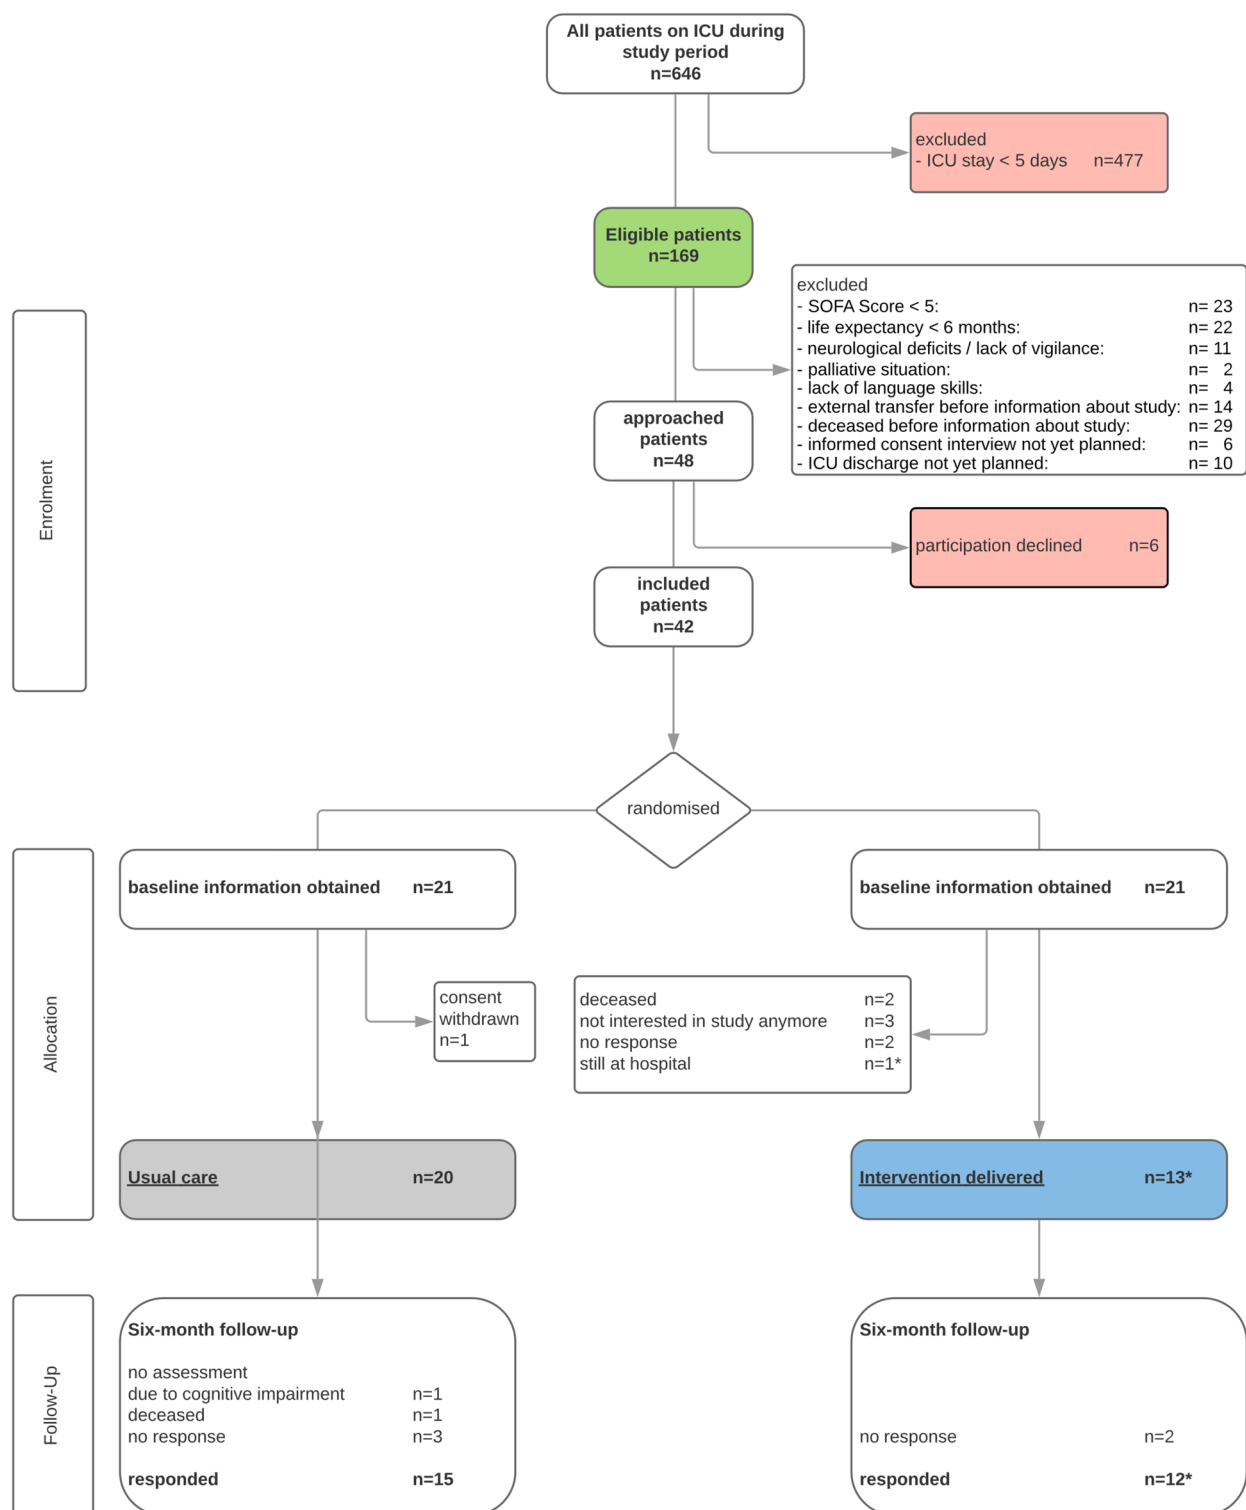 All patients on ICU during
study period
n=646
excluded
- ICU stay < 5 days n=477
Eligible patients
n=169
excluded
- SOFA Score < 5: n= 23
- life expectancy < 6 months: n= 22
- neurological deficits / lack of vigilance: n= 11
- palliative situation: n= 2
- lack of language skills: n= 4
- external transfer before information about study: n= 14
- deceased before information about study: n= 29
- informed consent interview not yet planned: n= 6
- ICU discharge not yet planned: n= 10
Enrolment
approached
patients
n=48
participation declined n=6
included
patients
n=42
randomised
Allocation
baseline information obtained n=21
baseline information obtained n=21
consent
withdrawn
n=1
deceased n=2
not interested in study anymore n=3
no response n=2
still at hospital n=1*
Usual care n=20
Intervention delivered n=13*
Follow-Up
Six-month follow-up
no assessment
due to cognitive impairment n=1
deceased n=1
no response n=3
responded n=15
Six-month follow-up
no response n=2
responded n=12*